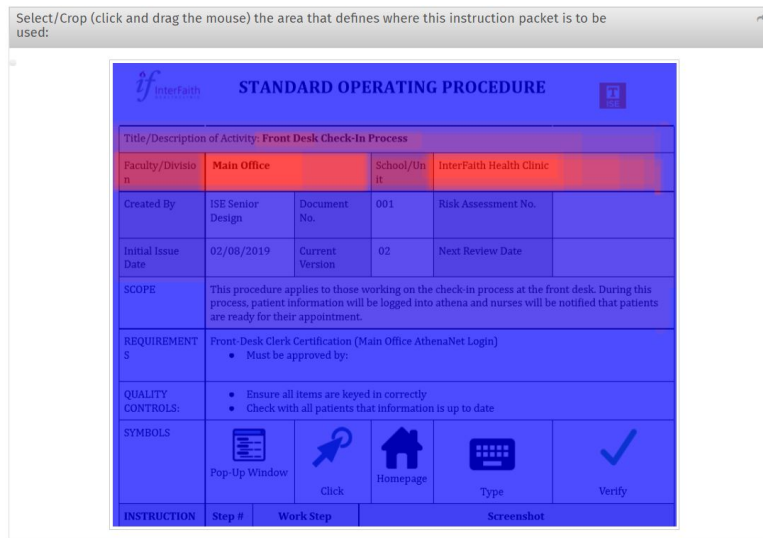 Select/Crop (click and drag the mouse) the area that defines where this instruction packet is to be
used:
if InterFaith
STANDARD OPERATING PROCEDURE
ISE
Title/Description of Activity: Front Desk Check-In Process
Faculty/Divisio
n
Main Office
School/Un
it
InterFaith Health Clinic
Created By
ISE Senior
Design
Document
No.
001
Risk Assessment No.
Initial Issue
Date
02/08/2019
Current
Version
02
Next Review Date
SCOPE
This procedure applies to those working on the check-in process at the front desk. During this
process, patient information will be logged into athena and nurses will be notified that patients
are ready for their appointment.
REQUIREMENT
S
Front-Desk Clerk Certification (Main Office AthenaNet Login)
● Must be approved by:
QUALITY
CONTROLS:
● Ensure all items are keyed in correctly
● Check with all patients that information is up to date
SYMBOLS
Pop-Up Window
Click
Homepage
Type
Verify
INSTRUCTION
Step #
Work Step
Screenshot